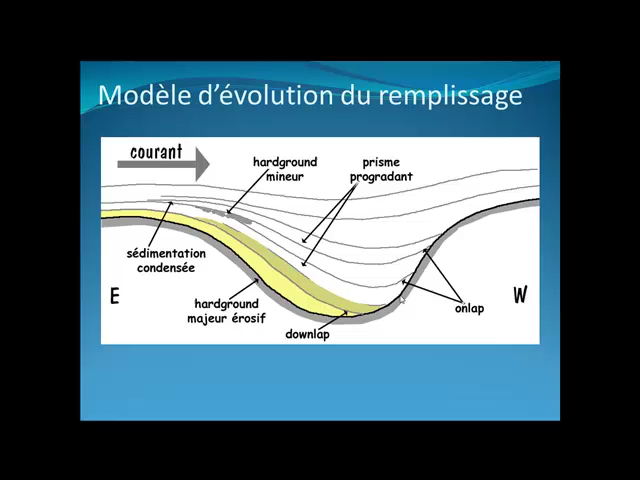 Modèle d'évolution du remplissage
courant
hardground
mineur
prisme
progradant
sédimentation
condensée
E
W
hardground
majeur érosif
onlap
downlap